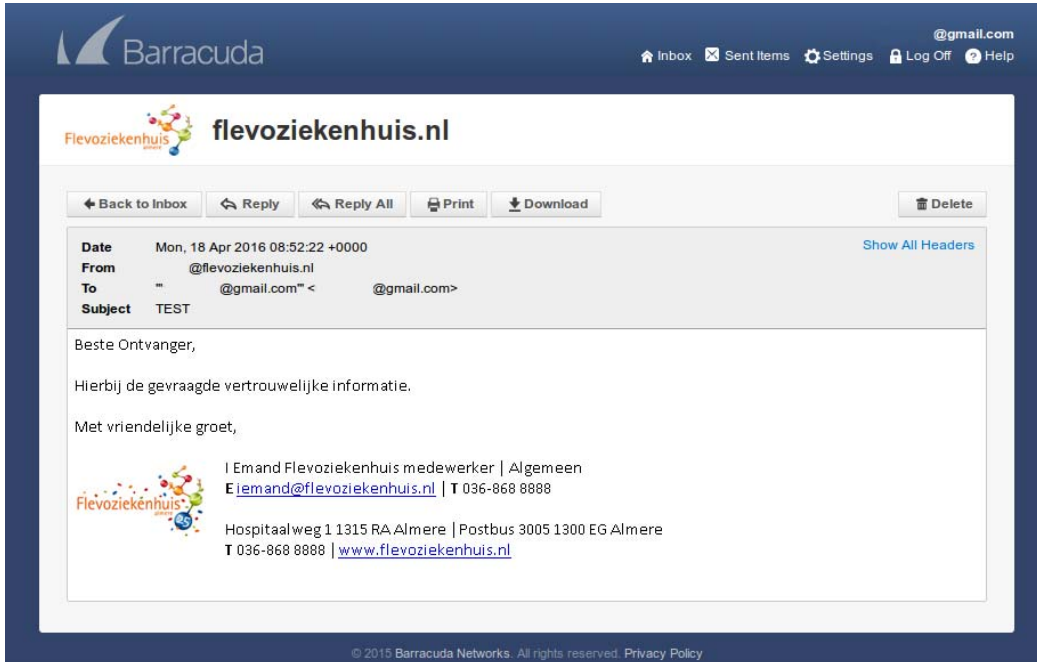 Barracuda
@gmail.com
Inbox Sent Items Settings Log Off Help
Flevoziekenhuis
almere
flevoziekenhuis.nl
Back to Inbox Reply Reply All Print Download Delete
Date Mon, 18 Apr 2016 08:52:22 +0000 Show All Headers
From @flevoziekenhuis.nl
To "' @gmail.com'" < @gmail.com>
Subject TEST
Beste Ontvanger,
Hierbij de gevraagde vertrouwelijke informatie.
Met vriendelijke groet,
Flevoziekenhuis
almere
25
I Emand Flevoziekenhuis medewerker | Algemeen
E iemand@flevoziekenhuis.nl | T 036-868 8888
Hospitaalweg 1 1315 RA Almere | Postbus 3005 1300 EG Almere
T 036-868 8888 | www.flevoziekenhuis.nl
© 2015 Barracuda Networks. All rights reserved. Privacy Policy